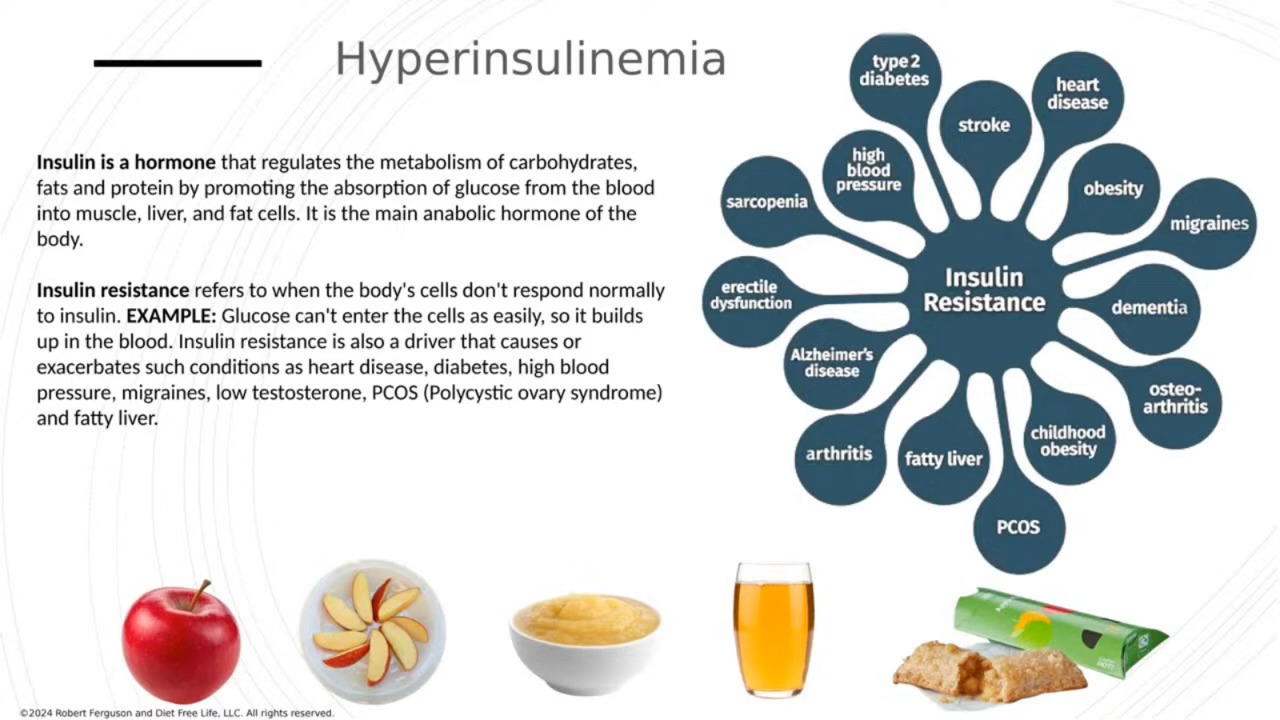 Hyperinsulinemia
Insulin is a hormone that regulates the metabolism of carbohydrates,
fats and protein by promoting the absorption of glucose from the blood
into muscle, liver, and fat cells. It is the main anabolic hormone of the
body.
Insulin resistance refers to when the body's cells don't respond normally
to insulin. EXAMPLE: Glucose can't enter the cells as easily, so it builds
up in the blood. Insulin resistance is also a driver that causes or
exacerbates such conditions as heart disease, diabetes, high blood
pressure, migraines, low testosterone, PCOS (Polycystic ovary syndrome)
and fatty liver.
type 2
diabetes
stroke
heart
disease
high
blood
pressure
obesity
sarcopenia
migraines
erectile
dysfunction
Insulin
Resistance
dementia
Alzheimer's
disease
osteo-
arthritis
arthritis
fatty liver
childhood
obesity
PCOS
©2024 Robert Ferguson and Diet Free Life, LLC. All rights reserved.